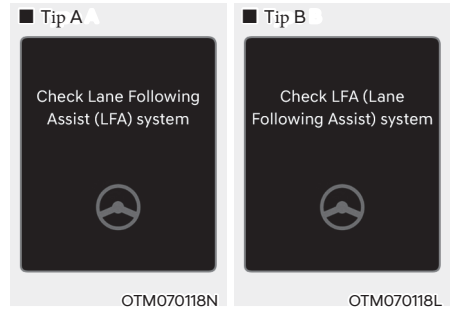 ■ Tip A
Check Lane Following
Assist (LFA) system
OTM070118N
■ Tip B
Check LFA (Lane
Following Assist) system
OTM070118L